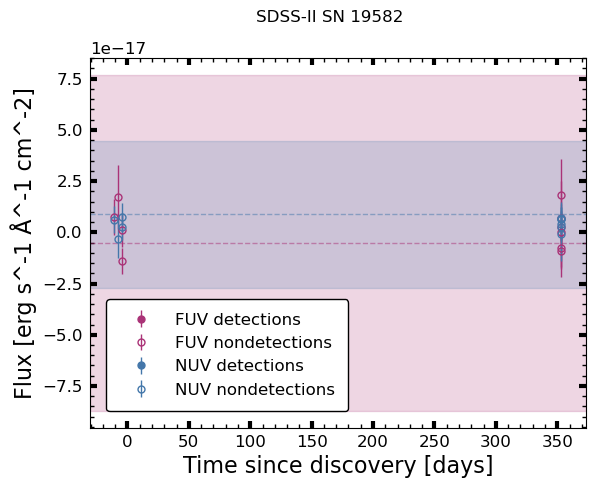 SDSS-II SN 19582
1e−17
7.5
5.0
2.5
0.0
−2.5
−5.0
−7.5
Flux [erg s^-1 Å^-1 cm^-2]
FUV detections
FUV nondetections
NUV detections
NUV nondetections
0 50 100 150 200 250 300 350
Time since discovery [days]